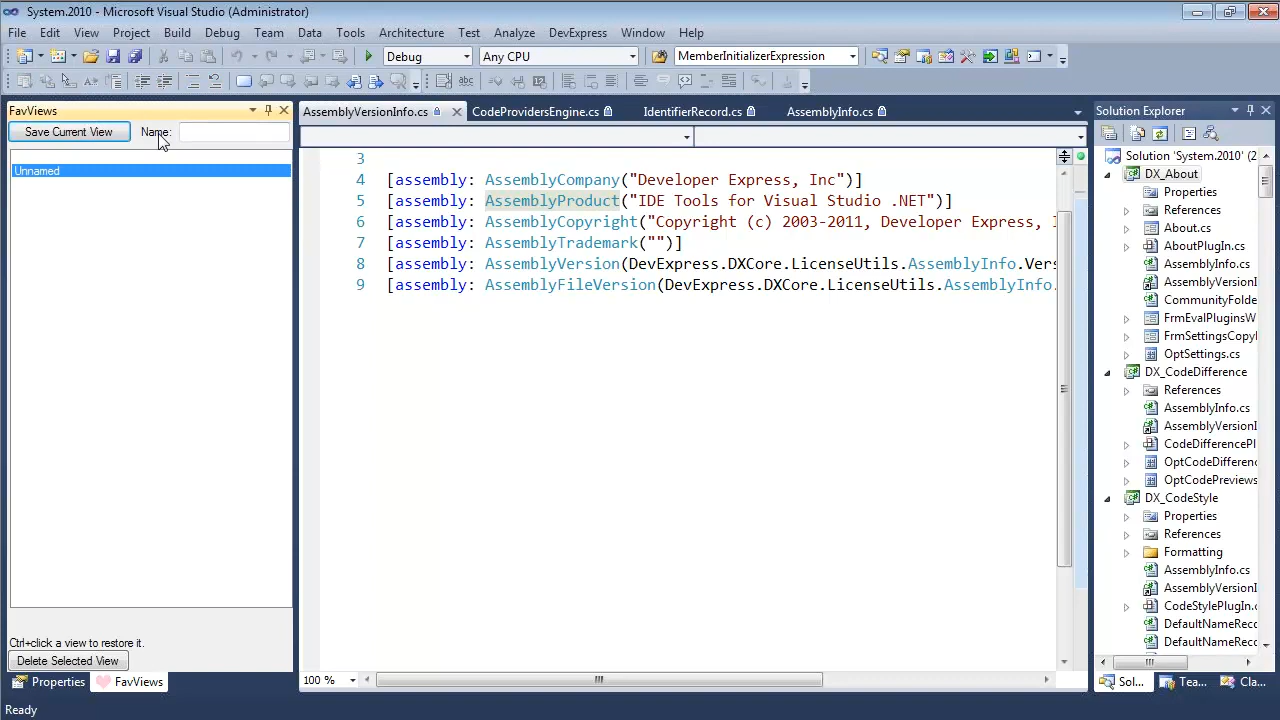 System.2010 - Microsoft Visual Studio (Administrator)
File Edit View Project Build Debug Team Data Tools Architecture Test Analyze DevExpress Window Help
Debug Any CPU MemberInitializerExpression
FavViews
Save Current View Name:
Unnamed
Ctrl+click a view to restore it.
Delete Selected View
Properties FavViews
AssemblyVersionInfo.cs CodeProvidersEngine.cs IdentifierRecord.cs AssemblyInfo.cs
3
4 [assembly: AssemblyCompany("Developer Express, Inc")]
5 [assembly: AssemblyProduct("IDE Tools for Visual Studio .NET")]
6 [assembly: AssemblyCopyright("Copyright (c) 2003-2011, Developer Express, I
7 [assembly: AssemblyTrademark("")]
8 [assembly: AssemblyVersion(DevExpress.DXCore.LicenseUtils.AssemblyInfo.Vers
9 [assembly: AssemblyFileVersion(DevExpress.DXCore.LicenseUtils.AssemblyInfo.
100 %
Solution Explorer
Solution 'System.2010' (2
DX_About
Properties
References
About.cs
AboutPlugIn.cs
AssemblyInfo.cs
AssemblyVersionI
CommunityFolde
FrmEvalPluginsW
FrmSettingsCopyI
OptSettings.cs
DX_CodeDifference
References
AssemblyInfo.cs
AssemblyVersionI
CodeDifferencePl
OptCodeDifferenc
OptCodePreviews
DX_CodeStyle
Properties
References
Formatting
AssemblyInfo.cs
AssemblyVersionI
CodeStylePlugIn.c
DefaultNameRecc
DefaultNameRecc
Sol... Tea... Cla...
Ready